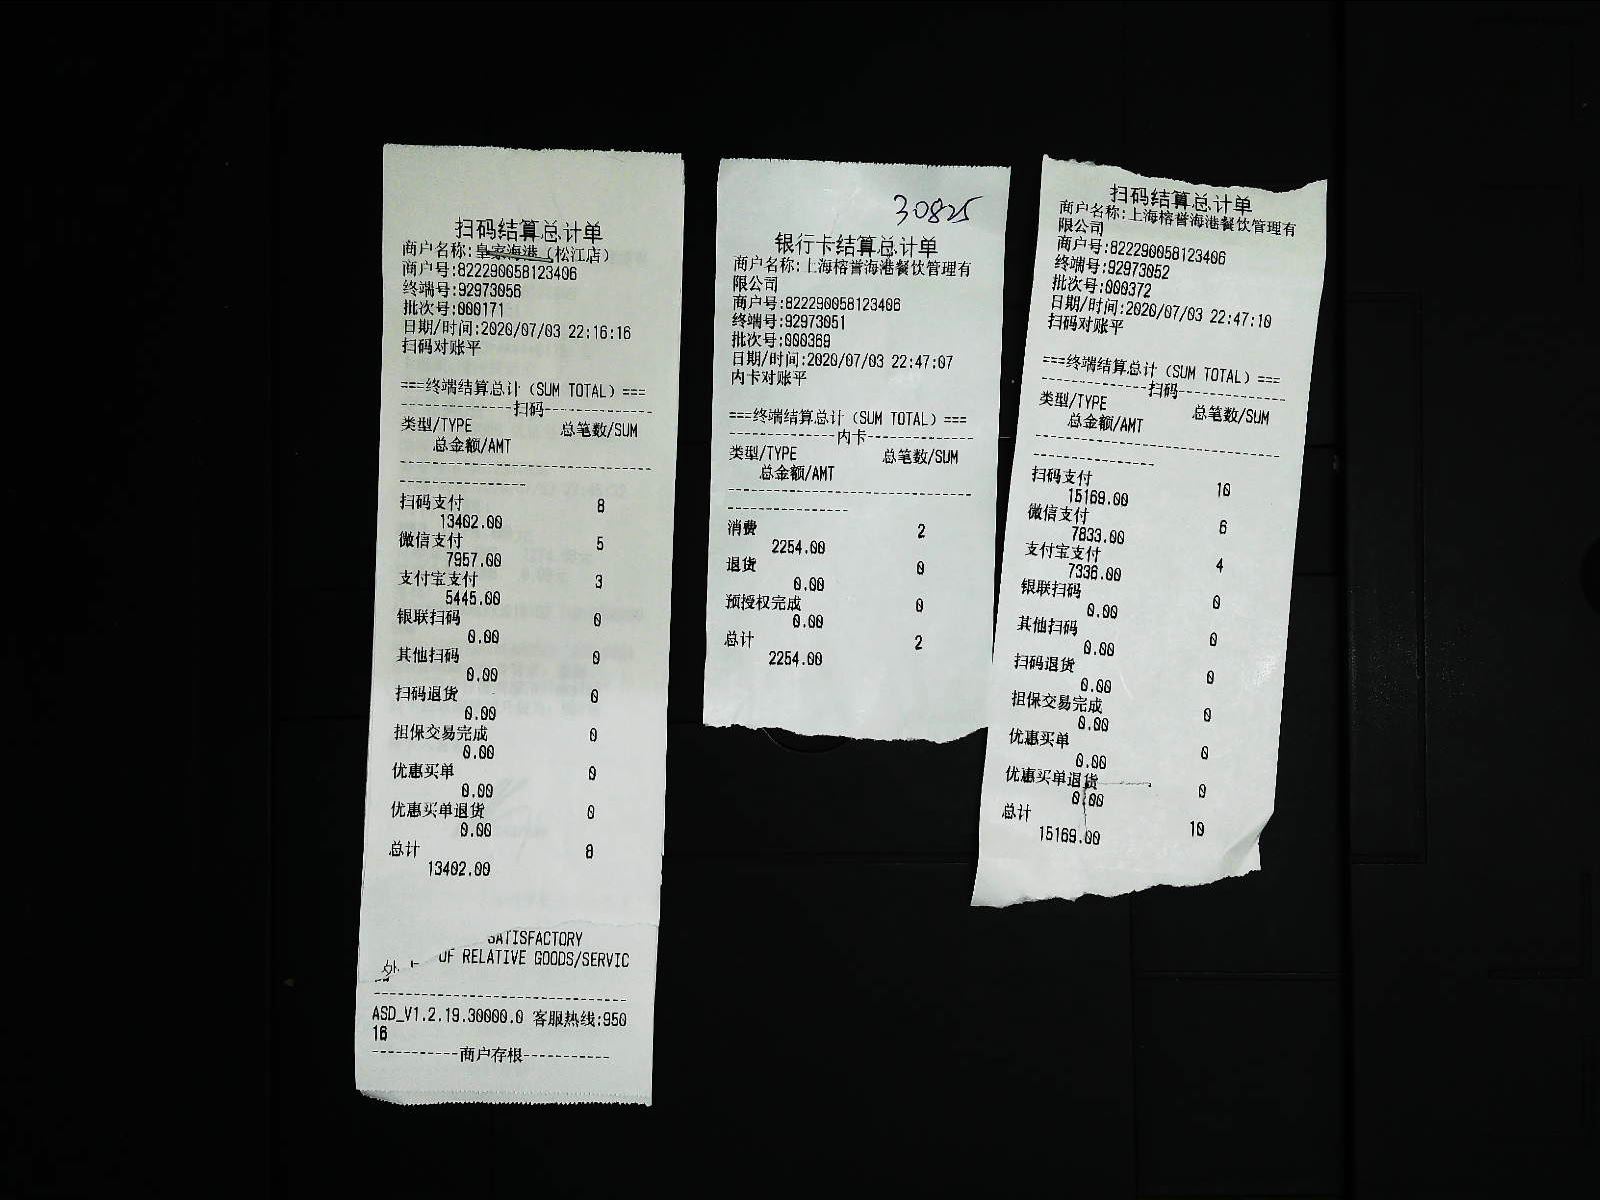 扫码结算总计单
商户名称:皇家海港(松江店)
商户号:822290058123406
终端号:92973056
批次号:000171
日期/时间:2020/07/03 22:16:16
扫码对账平
===终端结算总计(SUM TOTAL)===
---------------扫码---------------
类型/TYPE 总笔数/SUM
总金额/AMT
扫码支付 8
13402.00
微信支付 5
7957.00
支付宝支付 3
5445.00
银联扫码 0
0.00
其他扫码 0
0.00
扫码退货 0
0.00
担保交易完成 0
0.00
优惠买单 0
0.00
优惠买单退货 0
0.00
总计 8
13402.00
SATISFACTORY
OF RELATIVE GOODS/SERVIC
ASD_V1.2.19.30000.0 客服热线:950
16
-----------商户存根-----------
30825
银行卡结算总计单
商户名称:上海榕誉海港餐饮管理有
限公司
商户号:822290058123406
终端号:92973051
批次号:000369
日期/时间:2020/07/03 22:47:07
内卡对账平
===终端结算总计(SUM TOTAL)===
---------------内卡---------------
类型/TYPE 总笔数/SUM
总金额/AMT
消费 2
2254.00
退货 0
0.00
预授权完成 0
0.00
总计 2
2254.00
扫码结算总计单
商户名称:上海榕誉海港餐饮管理有
限公司
商户号:822290058123406
终端号:92973052
批次号:000372
日期/时间:2020/07/03 22:47:10
扫码对账平
===终端结算总计(SUM TOTAL)===
---------------扫码---------------
类型/TYPE 总笔数/SUM
总金额/AMT
扫码支付 10
15169.00
微信支付 6
7833.00
支付宝支付 4
7336.00
银联扫码 0
0.00
其他扫码 0
0.00
扫码退货 0
0.00
担保交易完成 0
0.00
优惠买单 0
0.00
优惠买单退货 0
0.00
总计 10
15169.00